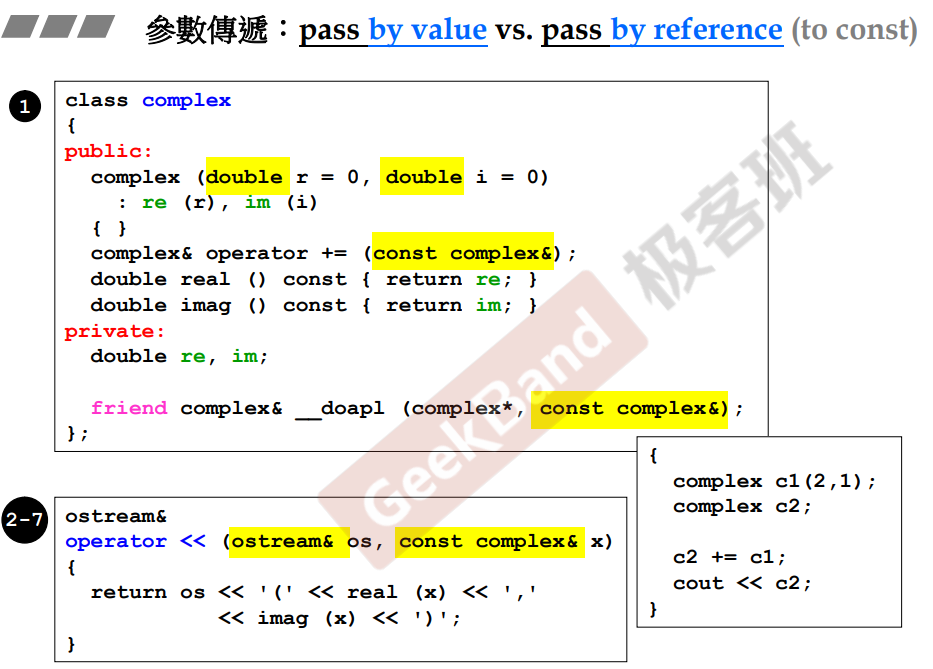 參數傳遞：pass by value vs. pass by reference (to const)
1
class complex
{
public:
  complex (double r = 0, double i = 0)
    : re (r), im (i)
  { }
  complex& operator += (const complex&);
  double real () const { return re; }
  double imag () const { return im; }
private:
  double re, im;
  friend complex& __doapl (complex*, const complex&);
};
{
  complex c1(2,1);
  complex c2;
  c2 += c1;
  cout << c2;
}
2-7
ostream&
operator << (ostream& os, const complex& x)
{
  return os << '(' << real (x) << ','
            << imag (x) << ')';
}
GeekBand 极客班